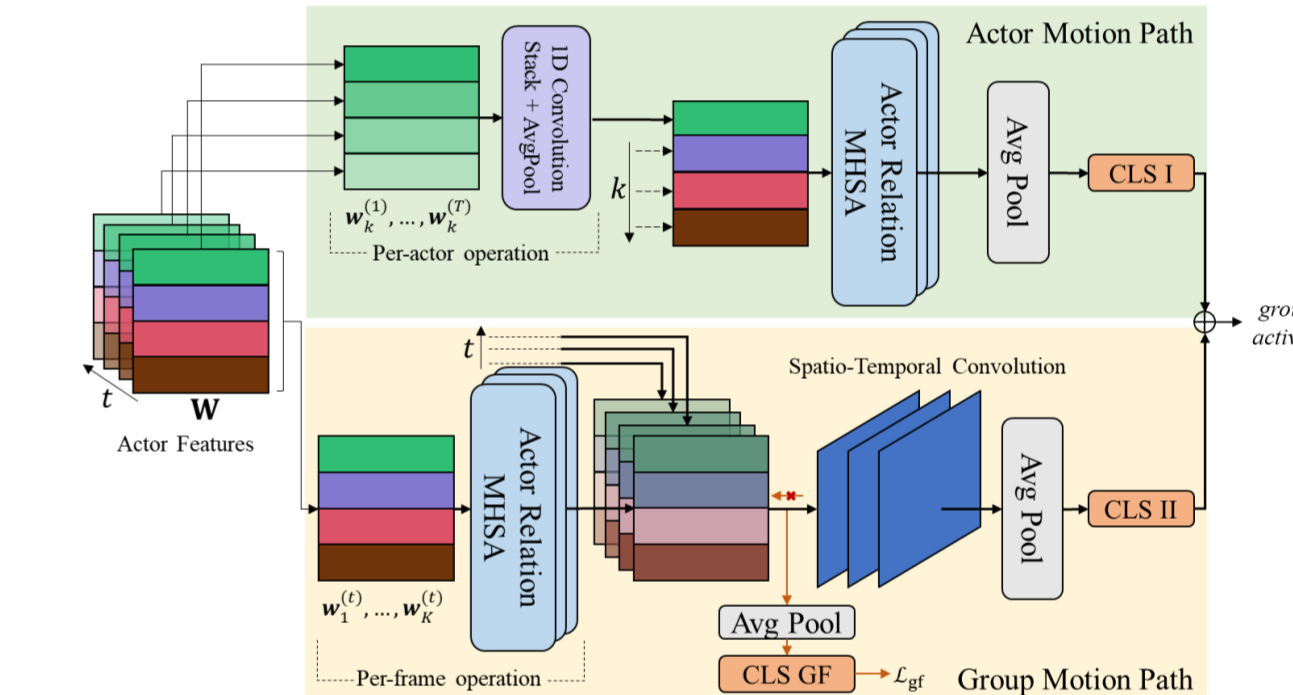 Actor Motion Path
1D Convolution
Stack + AvgPool
Actor Relation
MHSA
Avg Pool
CLS I
k
w_k^(1), ..., w_k^(T)
Per-actor operation
t
W
Actor Features
t
Spatio-Temporal Convolution
Actor Relation
MHSA
Avg Pool
CLS II
w_1^(t), ..., w_K^(t)
Per-frame operation
Avg Pool
CLS GF
ℒ_gf
Group Motion Path